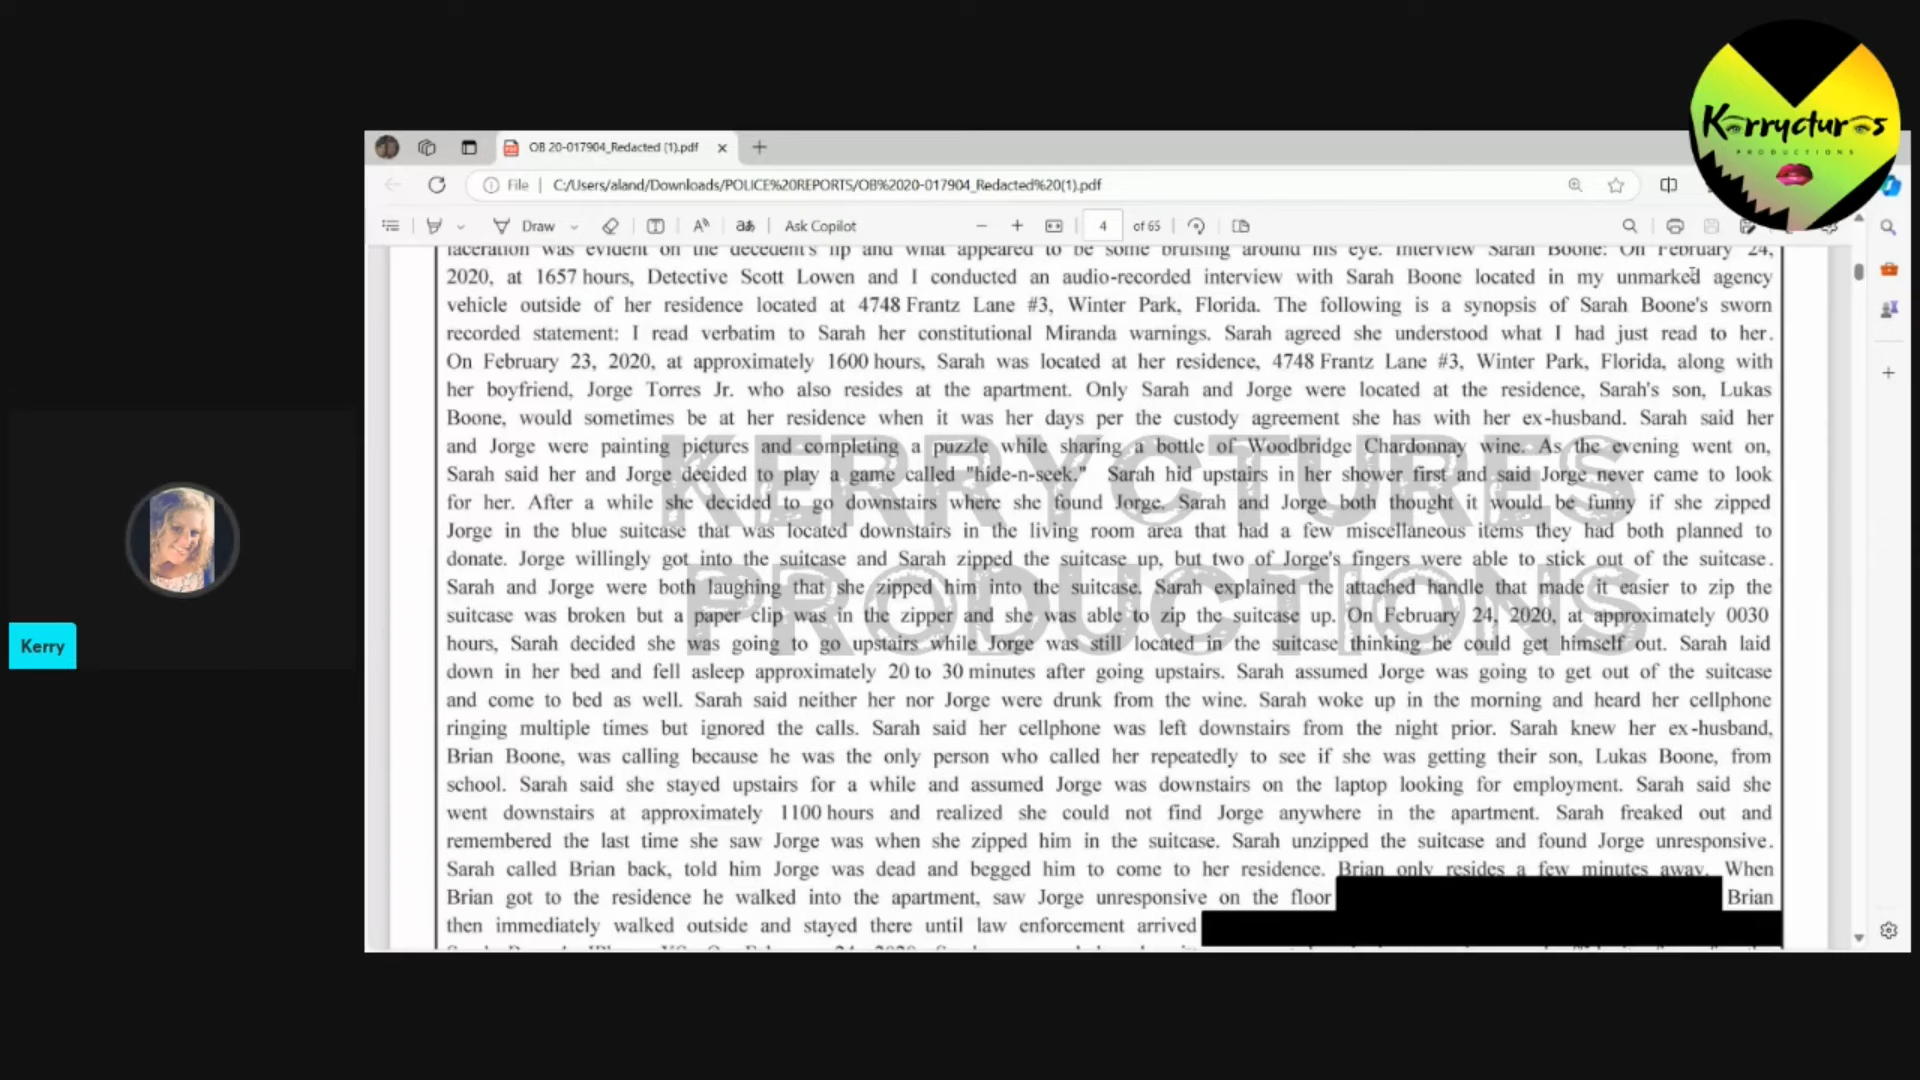 Kerryctures
PRODUCTIONS
OB 20-017904_Redacted (1).pdf
File
C:/Users/aland/Downloads/POLICE%20REPORTS/OB%2020-017904_Redacted%20(1).pdf
Draw
Ask Copilot
4
of 65
laceration was evident on the decedent's lip and what appeared to be some bruising around his eye. Interview Sarah Boone: On February 24,
2020, at 1657 hours, Detective Scott Lowen and I conducted an audio-recorded interview with Sarah Boone located in my unmarked agency
vehicle outside of her residence located at 4748 Frantz Lane #3, Winter Park, Florida. The following is a synopsis of Sarah Boone's sworn
recorded statement: I read verbatim to Sarah her constitutional Miranda warnings. Sarah agreed she understood what I had just read to her.
On February 23, 2020, at approximately 1600 hours, Sarah was located at her residence, 4748 Frantz Lane #3, Winter Park, Florida, along with
her boyfriend, Jorge Torres Jr. who also resides at the apartment. Only Sarah and Jorge were located at the residence, Sarah's son, Lukas
Boone, would sometimes be at her residence when it was her days per the custody agreement she has with her ex-husband. Sarah said her
and Jorge were painting pictures and completing a puzzle while sharing a bottle of Woodbridge Chardonnay wine. As the evening went on,
Sarah said her and Jorge decided to play a game called "hide-n-seek." Sarah hid upstairs in her shower first and said Jorge never came to look
for her. After a while she decided to go downstairs where she found Jorge. Sarah and Jorge both thought it would be funny if she zipped
Jorge in the blue suitcase that was located downstairs in the living room area that had a few miscellaneous items they had both planned to
donate. Jorge willingly got into the suitcase and Sarah zipped the suitcase up, but two of Jorge's fingers were able to stick out of the suitcase.
Sarah and Jorge were both laughing that she zipped him into the suitcase. Sarah explained the attached handle that made it easier to zip the
suitcase was broken but a paper clip was in the zipper and she was able to zip the suitcase up. On February 24, 2020, at approximately 0030
hours, Sarah decided she was going to go upstairs while Jorge was still located in the suitcase thinking he could get himself out. Sarah laid
down in her bed and fell asleep approximately 20 to 30 minutes after going upstairs. Sarah assumed Jorge was going to get out of the suitcase
and come to bed as well. Sarah said neither her nor Jorge were drunk from the wine. Sarah woke up in the morning and heard her cellphone
ringing multiple times but ignored the calls. Sarah said her cellphone was left downstairs from the night prior. Sarah knew her ex-husband,
Brian Boone, was calling because he was the only person who called her repeatedly to see if she was getting their son, Lukas Boone, from
school. Sarah said she stayed upstairs for a while and assumed Jorge was downstairs on the laptop looking for employment. Sarah said she
went downstairs at approximately 1100 hours and realized she could not find Jorge anywhere in the apartment. Sarah freaked out and
remembered the last time she saw Jorge was when she zipped him in the suitcase. Sarah unzipped the suitcase and found Jorge unresponsive.
Sarah called Brian back, told him Jorge was dead and begged him to come to her residence. Brian only resides a few minutes away. When
Brian got to the residence he walked into the apartment, saw Jorge unresponsive on the floor Brian
then immediately walked outside and stayed there until law enforcement arrived
KERRYCTURES
PRODUCTIONS
Kerry